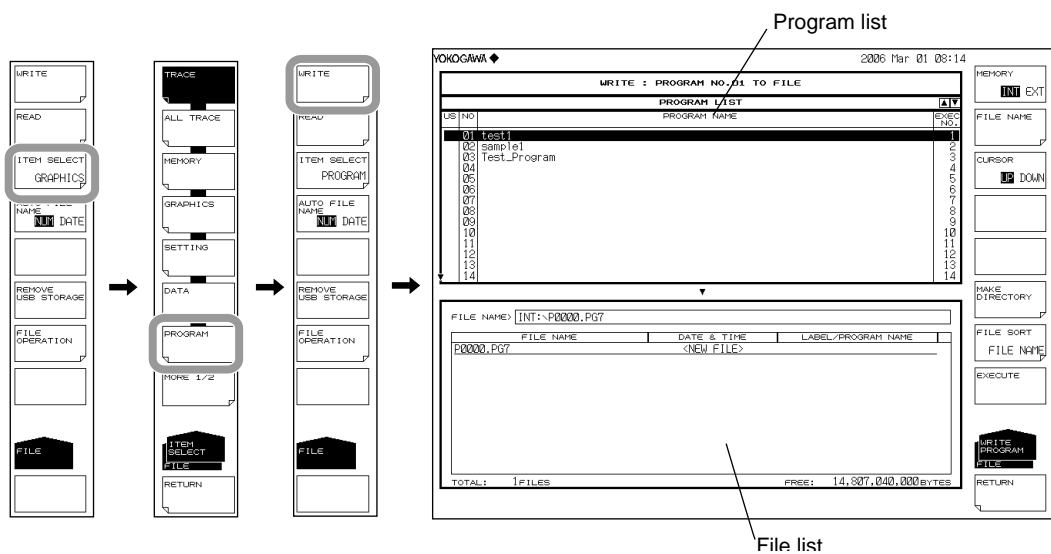 Program list
WRITE
READ
ITEM SELECT
GRAPHICS
AUTO FILE
NAME
NUM DATE
REMOVE
USB STORAGE
FILE
OPERATION
FILE
TRACE
ALL TRACE
MEMORY
GRAPHICS
SETTING
DATA
PROGRAM
MORE 1/2
ITEM
SELECT
FILE
RETURN
WRITE
READ
ITEM SELECT
PROGRAM
AUTO FILE
NAME
NUM DATE
REMOVE
USB STORAGE
FILE
OPERATION
FILE
YOKOGAWA 2006 Mar 01 08:14
WRITE : PROGRAM NO.01 TO FILE
PROGRAM LIST
US NO PROGRAM NAME EXEC
NO.
01 test1 1
02 sample1 2
03 Test_Program 3
04 4
05 5
06 6
07 7
08 8
09 9
10 10
11 11
12 12
13 13
14 14
FILE NAME> INT:\P0000.PG7
FILE NAME DATE & TIME LABEL/PROGRAM NAME
P0000.PG7 <NEW FILE>
TOTAL: 1FILES FREE: 14,807,040,000 BYTES
MEMORY
INT EXT
FILE NAME
CURSOR
UP DOWN
MAKE
DIRECTORY
FILE SORT
FILE NAME
EXECUTE
WRITE
PROGRAM
FILE
RETURN
File list